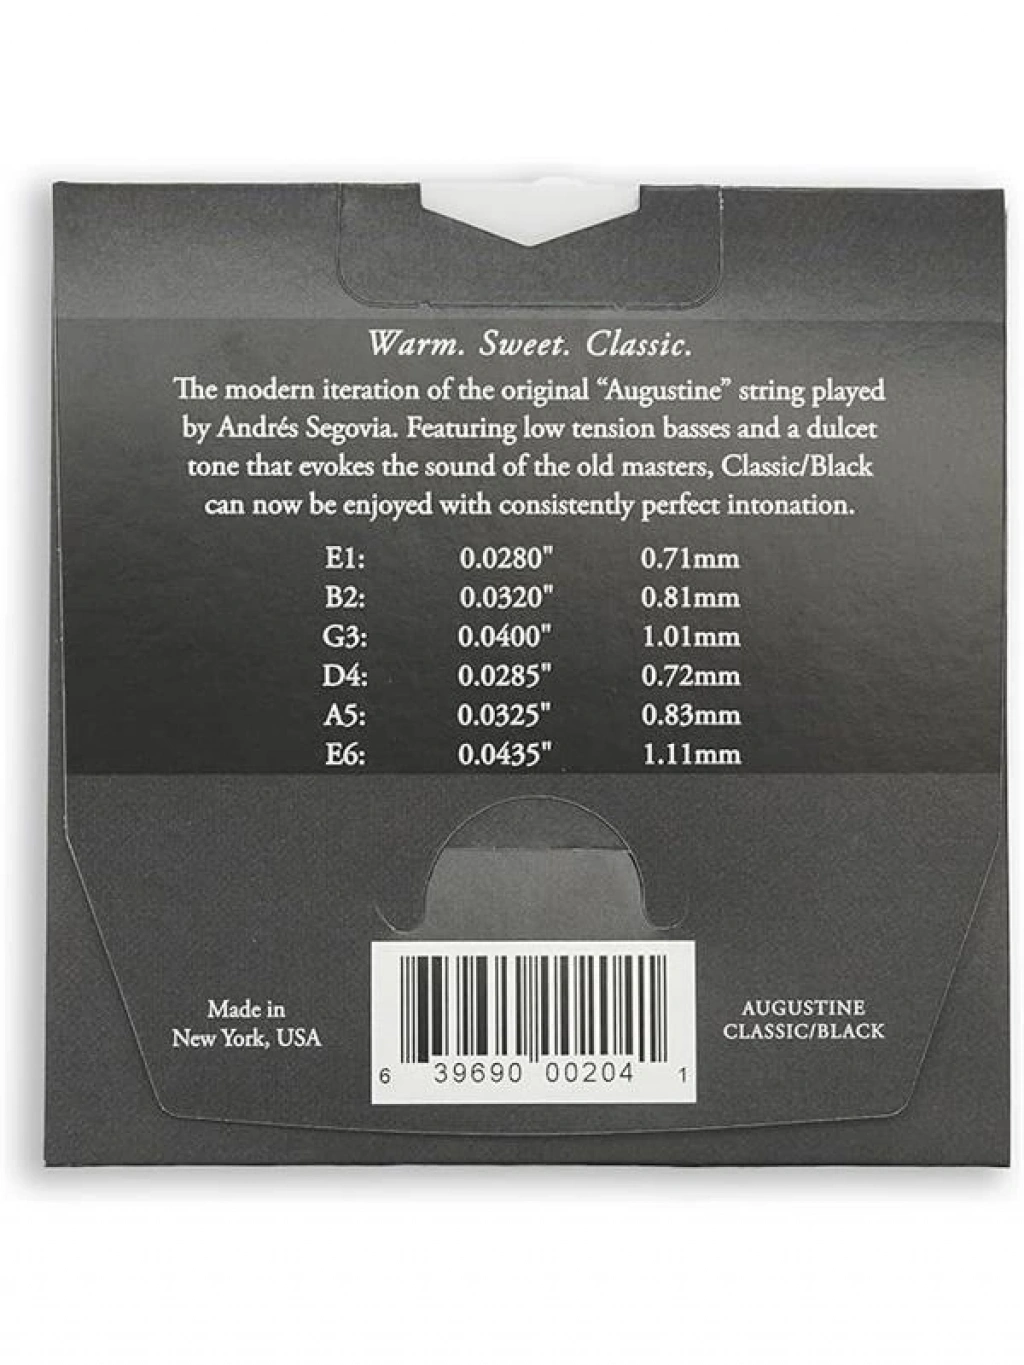 Warm. Sweet. Classic.
The modern iteration of the original “Augustine” string played
by Andrés Segovia. Featuring low tension basses and a dulcet
tone that evokes the sound of the old masters, Classic/Black
can now be enjoyed with consistently perfect intonation.
E1: 0.0280" 0.71mm
B2: 0.0320" 0.81mm
G3: 0.0400" 1.01mm
D4: 0.0285" 0.72mm
A5: 0.0325" 0.83mm
E6: 0.0435" 1.11mm
Made in
New York, USA
6 39690 00204 1
AUGUSTINE
CLASSIC/BLACK